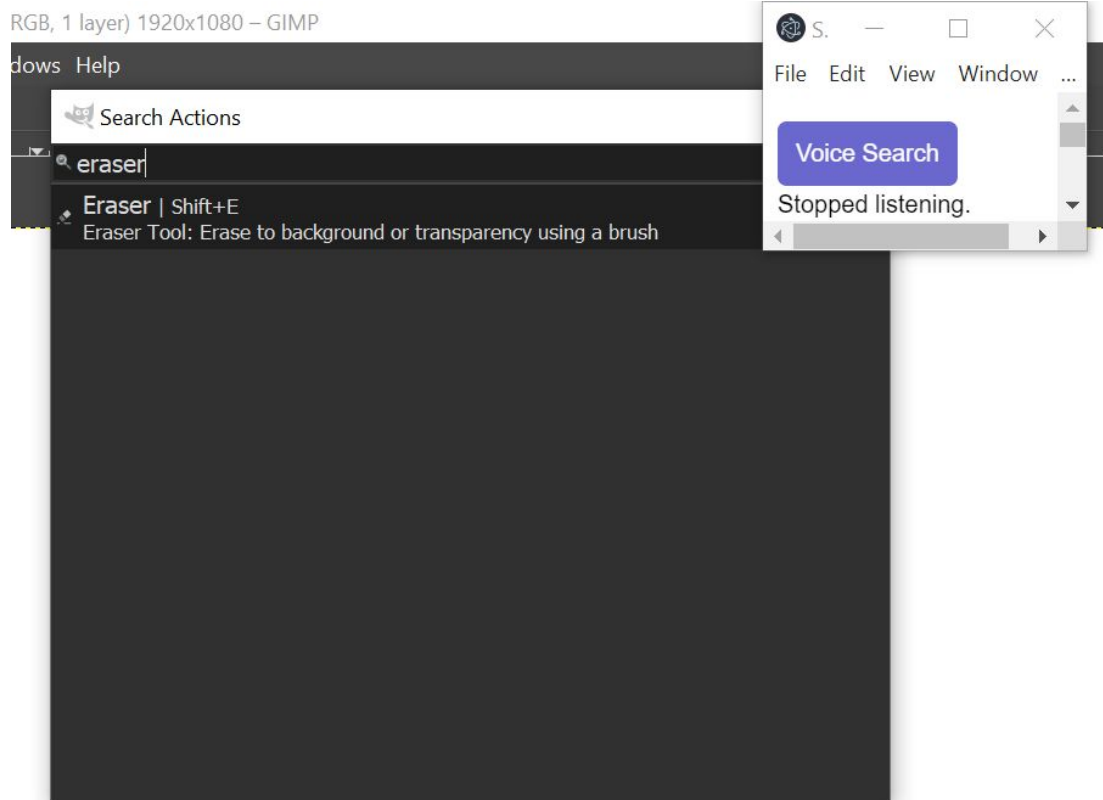 RGB, 1 layer) 1920x1080 – GIMP
dows Help
Search Actions
eraser
Eraser | Shift+E
Eraser Tool: Erase to background or transparency using a brush
S.
File Edit View Window ...
Voice Search
Stopped listening.